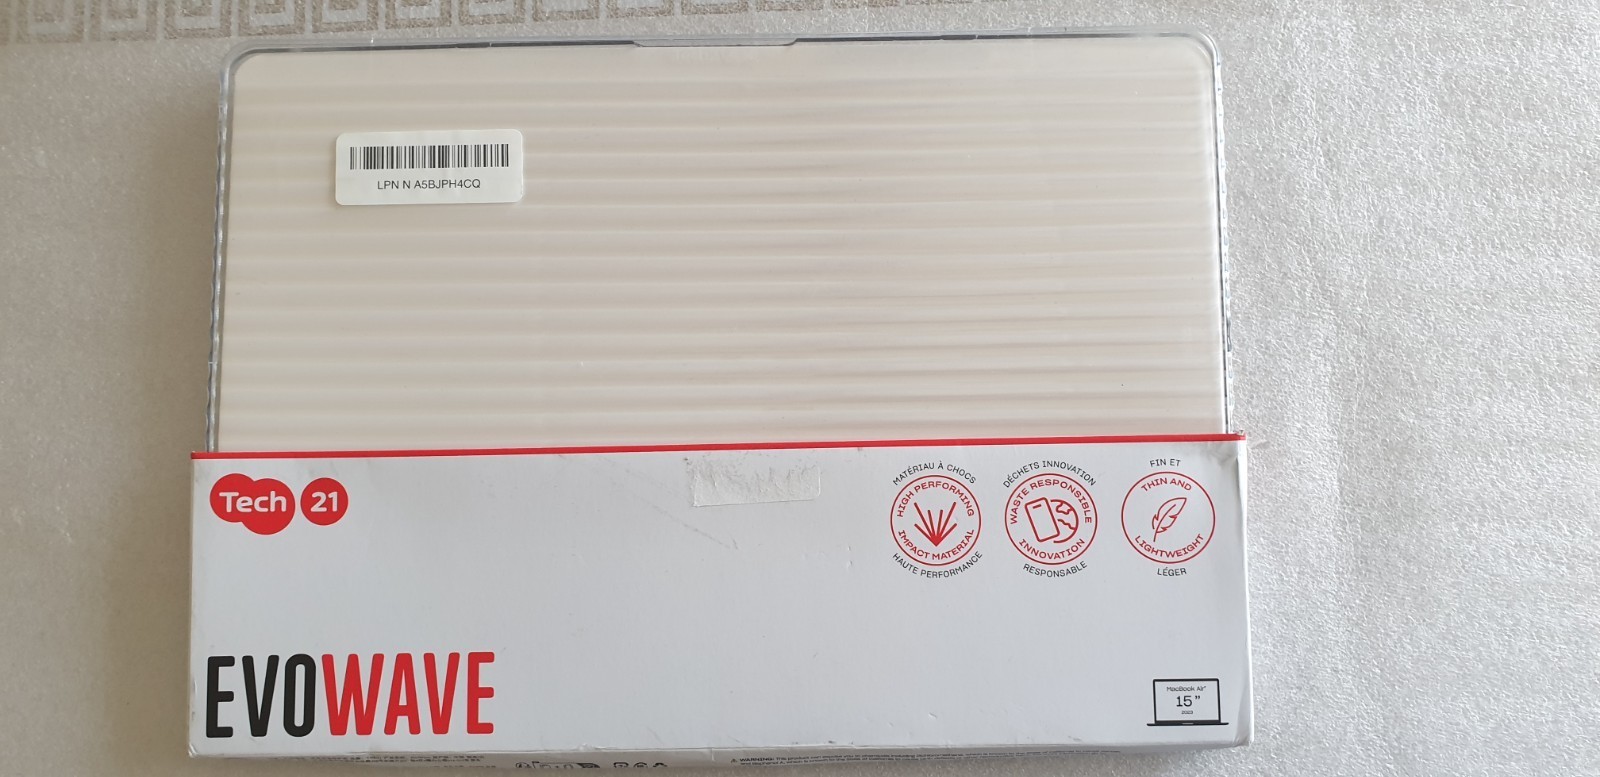 LPN N A5BJPH4CQ
Tech 21
MATÉRIAU À CHOCS
HIGH PERFORMING
IMPACT MATERIAL
HAUTE PERFORMANCE
DÉCHETS INNOVATION
WASTE RESPONSIBLE
INNOVATION
RESPONSABLE
FIN ET
THIN AND
LIGHTWEIGHT
LÉGER
EVOWAVE
MacBook Air
15"
2023
WARNING: